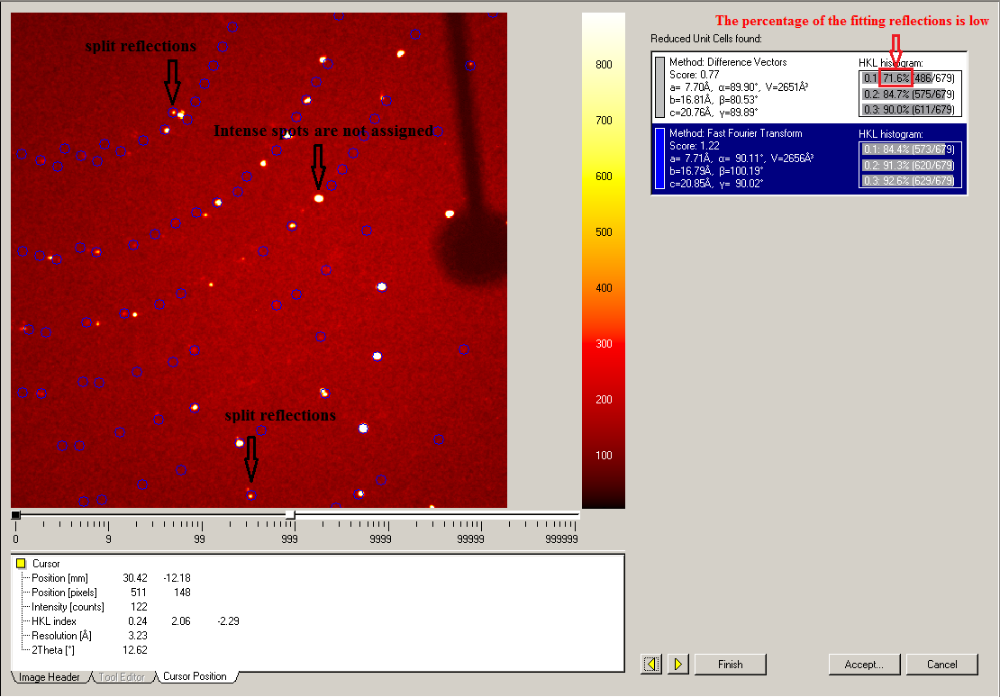 The percentage of the fitting reflections is low
Reduced Unit Cells found:
split reflections
Intense spots are not assigned
split reflections
800
700
600
500
400
300
200
100
Method: Difference Vectors
Score: 0.77
a= 7.70Å, α=89.90°, V=2651Å³
b=16.81Å, β=80.53°
c=20.76Å, γ=89.89°
HKL histogram:
0.1: 71.6% (486/679)
0.2: 84.7% (575/679)
0.3: 90.0% (611/679)
Method: Fast Fourier Transform
Score: 1.22
a= 7.71Å, α= 90.11°, V=2656Å³
b=16.79Å, β=100.19°
c=20.85Å, γ= 90.02°
HKL histogram:
0.1: 84.4% (573/679)
0.2: 91.3% (620/679)
0.3: 92.6% (629/679)
0 9 99 999 9999 99999 999999
Cursor
Position [mm] 30.42 -12.18
Position [pixels] 511 148
Intensity [counts] 122
HKL index 0.24 2.06 -2.29
Resolution [Å] 3.23
2Theta [°] 12.62
Image Header Tool Editor Cursor Position
Finish Accept... Cancel